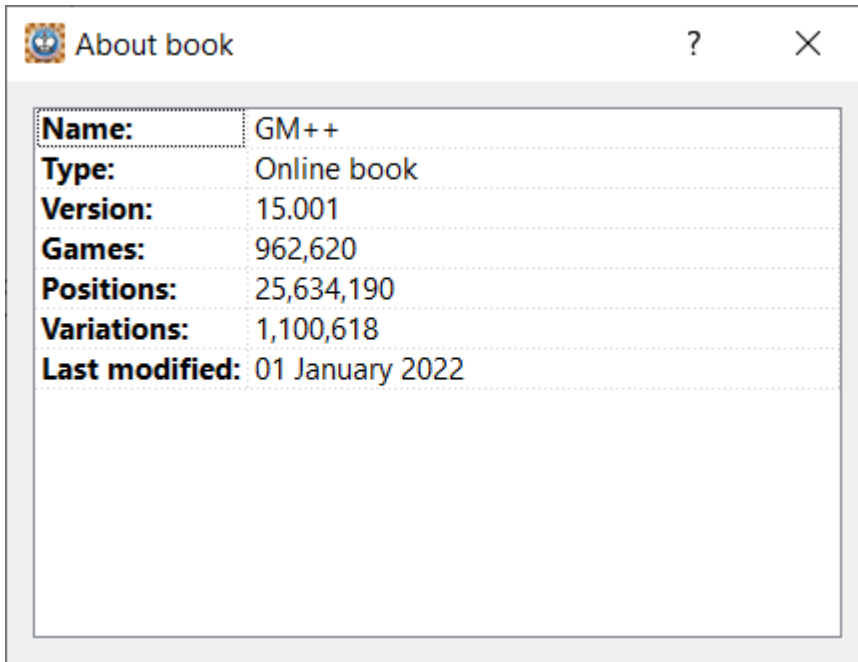 About book
Name: GM++
Type: Online book
Version: 15.001
Games: 962,620
Positions: 25,634,190
Variations: 1,100,618
Last modified: 01 January 2022